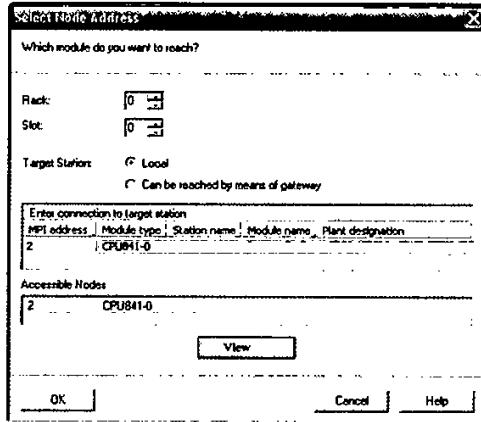 Select Node Address
Which module do you want to reach?
Rack: 0
Slot: 0
Target Station: Local
Can be reached by means of gateway
Enter connection to target station
MPI address Module type Station name Module name Plant designation
2 CPU841-0
Accessible Nodes
2 CPU841-0
View
OK Cancel Help